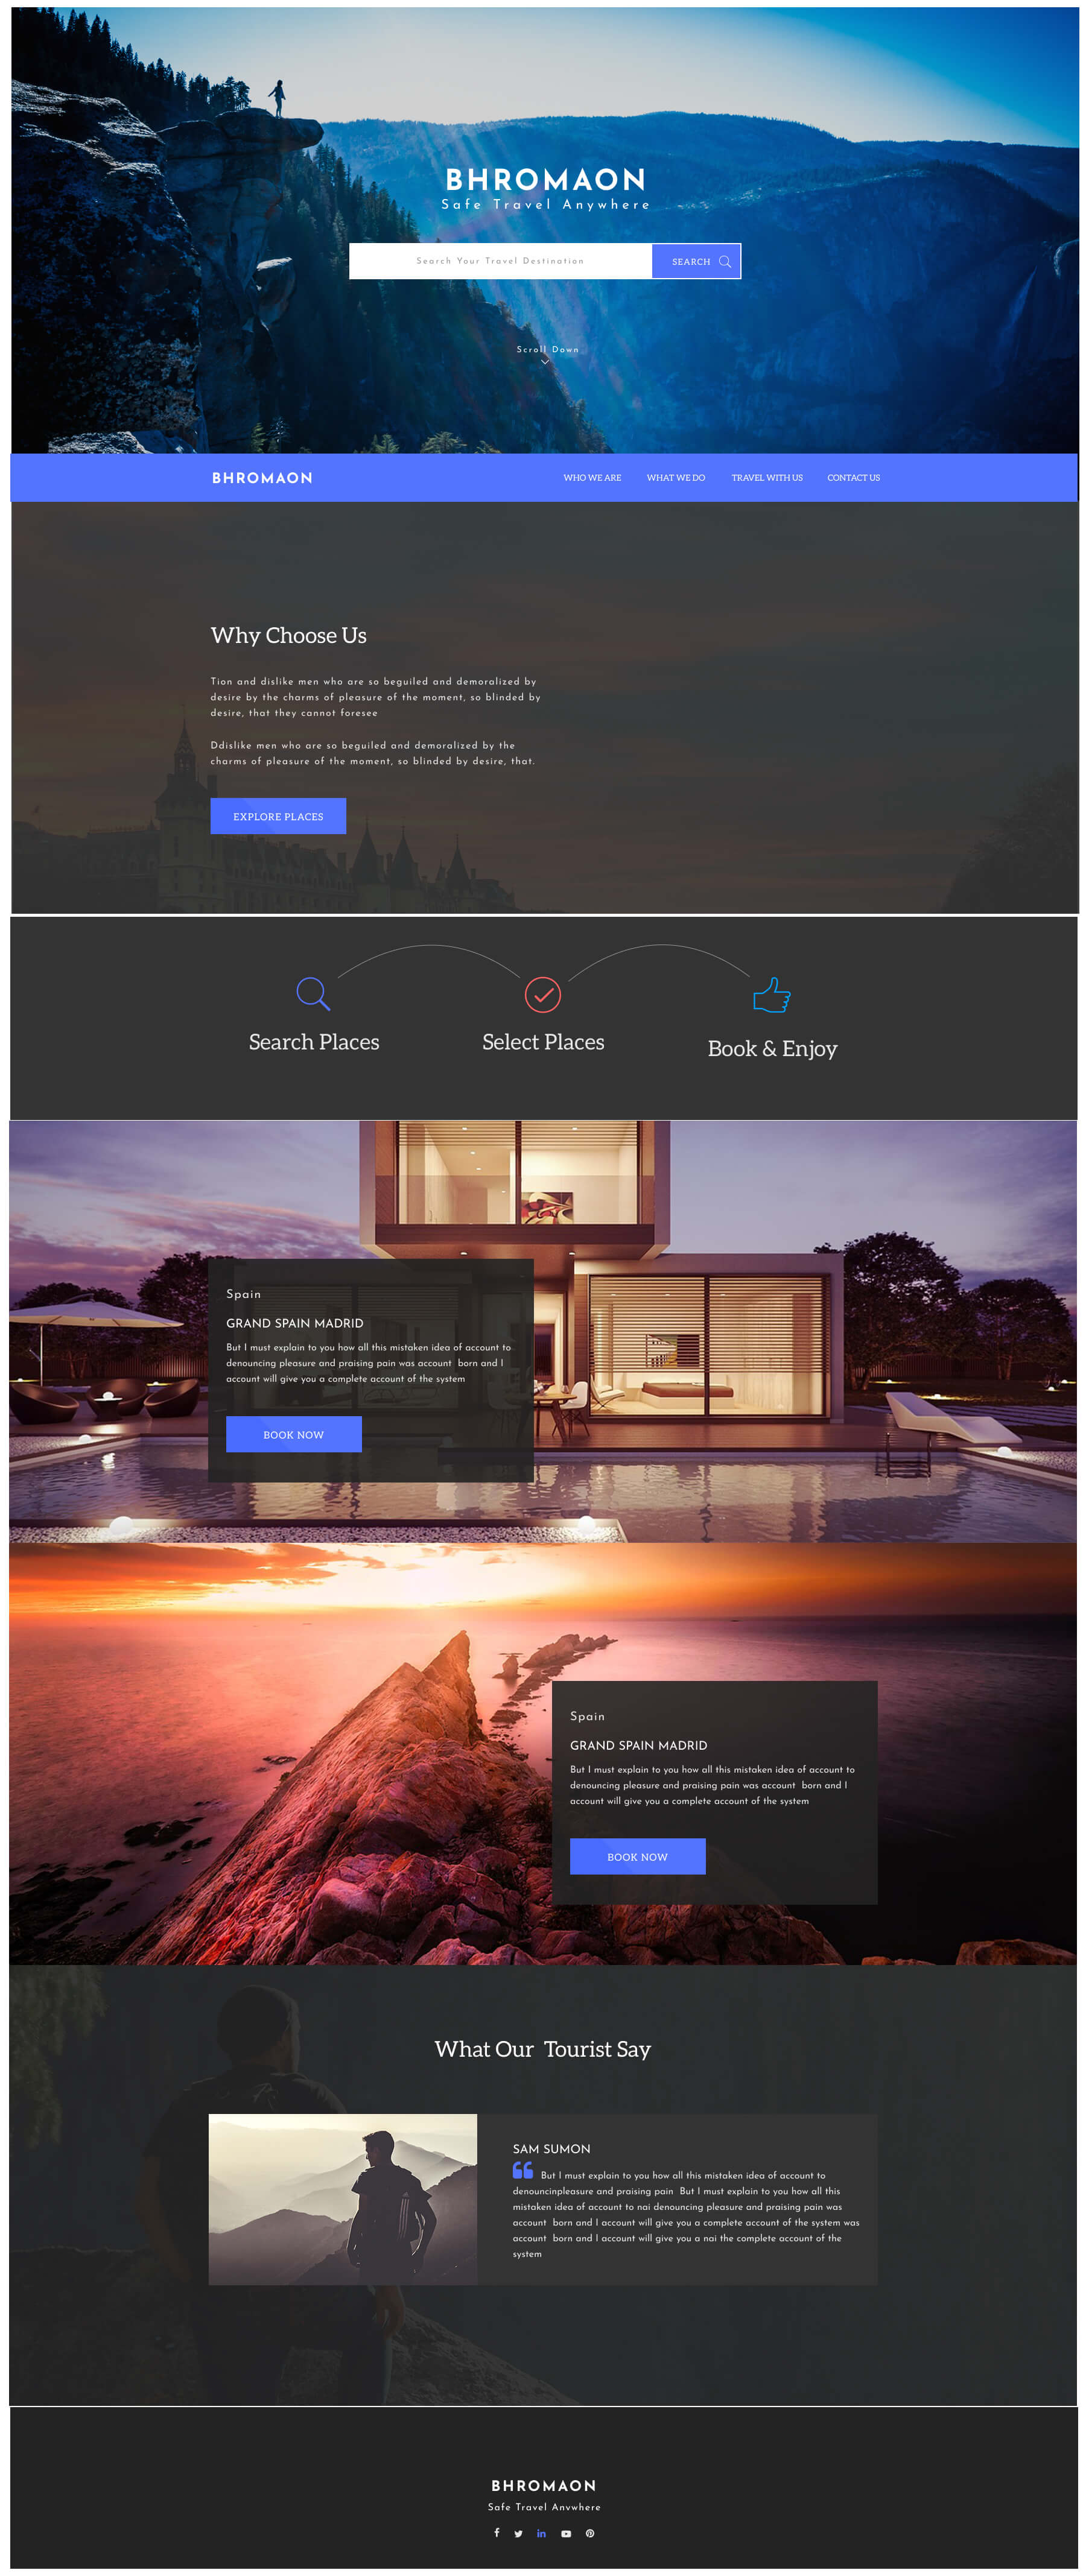 BHROMAON
Safe Travel Anywhere
Search Your Travel Destination
SEARCH
Scroll Down
BHROMAON
WHO WE ARE
WHAT WE DO
TRAVEL WITH US
CONTACT US
Why Choose Us
Tion and dislike men who are so beguiled and demoralized by
desire by the charms of pleasure of the moment, so blinded by
desire, that they cannot foresee
Ddislike men who are so beguiled and demoralized by the
charms of pleasure of the moment, so blinded by desire, that.
EXPLORE PLACES
Search Places
Select Places
Book & Enjoy
Spain
GRAND SPAIN MADRID
But I must explain to you how all this mistaken idea of account to
denouncing pleasure and praising pain was account born and I
account will give you a complete account of the system
BOOK NOW
Spain
GRAND SPAIN MADRID
But I must explain to you how all this mistaken idea of account to
denouncing pleasure and praising pain was account born and I
account will give you a complete account of the system
BOOK NOW
What Our Tourist Say
SAM SUMON
But I must explain to you how all this mistaken idea of account to
denouncinpleasure and praising pain But I must explain to you how all this
mistaken idea of account to nai denouncing pleasure and praising pain was
account born and I account will give you a complete account of the system was
account born and I account will give you a nai the complete account of the
system
BHROMAON
Safe Travel Anvwhere